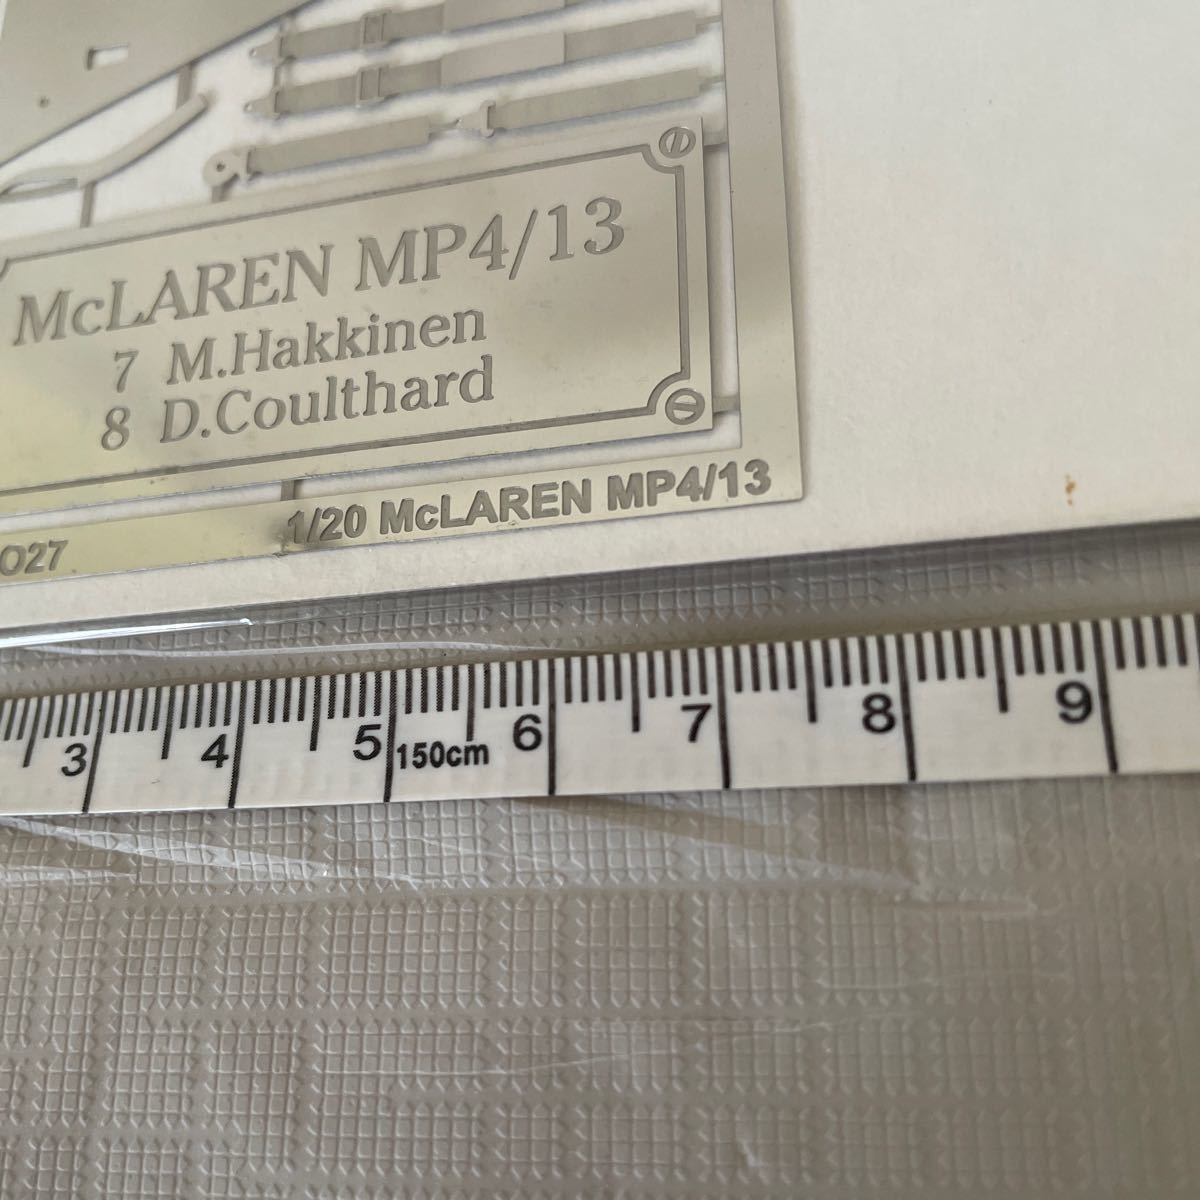 McLAREN MP4/13
7 M.Hakkinen
8 D.Coulthard
1/20 McLAREN MP4/13
O27
3 4 5 150cm 6 7 8 9